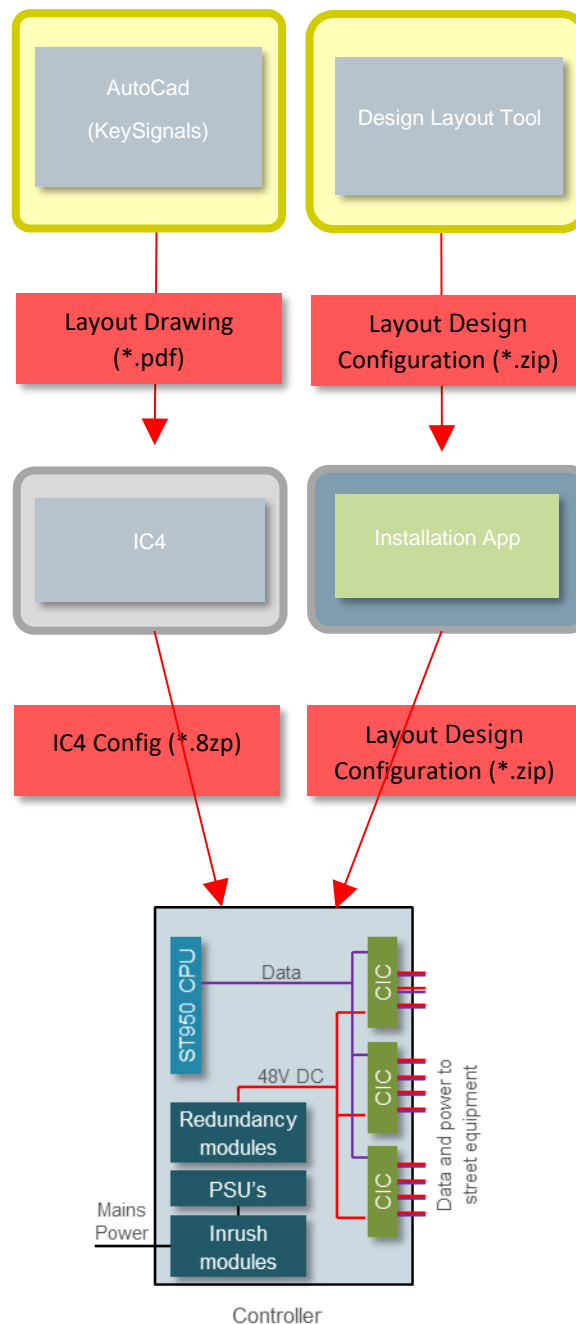 AutoCad
(KeySignals)
Design Layout Tool
Layout Drawing
(*.pdf)
Layout Design
Configuration (*.zip)
IC4
Installation App
IC4 Config (*.8zp)
Layout Design
Configuration (*.zip)
ST950 CPU
Data
CIC
48V DC
CIC
Redundancy
modules
CIC
PSU's
Inrush
modules
Mains
Power
Data and power to
street equipment
Controller